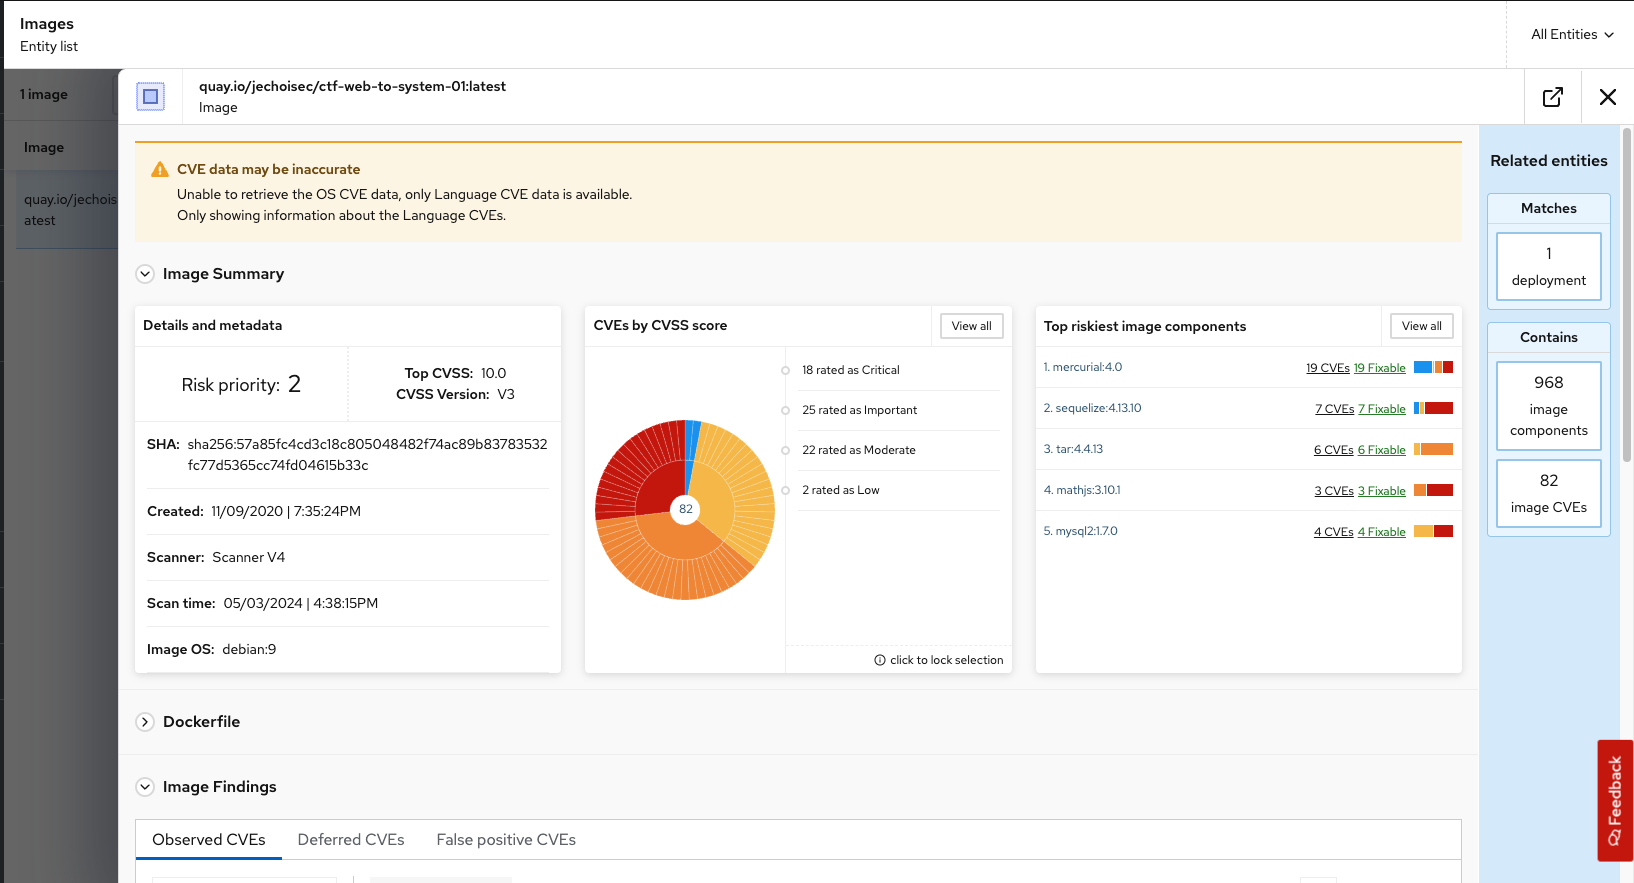 Images
Entity list
All Entities
1 image
Image
quay.io/jechois
atest
quay.io/jechoisec/ctf-web-to-system-01:latest
Image
CVE data may be inaccurate
Unable to retrieve the OS CVE data, only Language CVE data is available.
Only showing information about the Language CVEs.
Image Summary
Details and metadata
Risk priority: 2
Top CVSS: 10.0
CVSS Version: V3
SHA: sha256:57a85fc4cd3c18c805048482f74ac89b83783532
fc77d5365cc74fd04615b33c
Created: 11/09/2020 | 7:35:24PM
Scanner: Scanner V4
Scan time: 05/03/2024 | 4:38:15PM
Image OS: debian:9
CVEs by CVSS score
View all
82
18 rated as Critical
25 rated as Important
22 rated as Moderate
2 rated as Low
click to lock selection
Top riskiest image components
View all
1. mercurial:4.0 19 CVEs 19 Fixable
2. sequelize:4.13.10 7 CVEs 7 Fixable
3. tar:4.4.13 6 CVEs 6 Fixable
4. mathjs:3.10.1 3 CVEs 3 Fixable
5. mysql2:1.7.0 4 CVEs 4 Fixable
Dockerfile
Image Findings
Observed CVEs
Deferred CVEs
False positive CVEs
Related entities
Matches
1
deployment
Contains
968
image
components
82
image CVEs
Feedback